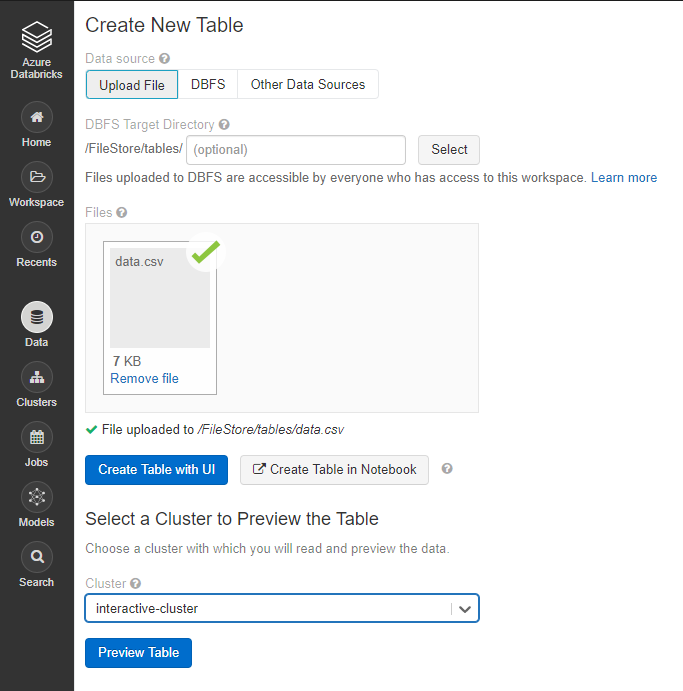 Azure
Databricks
Home
Workspace
Recents
Data
Clusters
Jobs
Models
Search
Create New Table
Data source ?
Upload File DBFS Other Data Sources
DBFS Target Directory ?
/FileStore/tables/ (optional) Select
Files uploaded to DBFS are accessible by everyone who has access to this workspace. Learn more
Files ?
data.csv
7 KB
Remove file
File uploaded to /FileStore/tables/data.csv
Create Table with UI Create Table in Notebook ?
Select a Cluster to Preview the Table
Choose a cluster with which you will read and preview the data.
Cluster ?
interactive-cluster
Preview Table